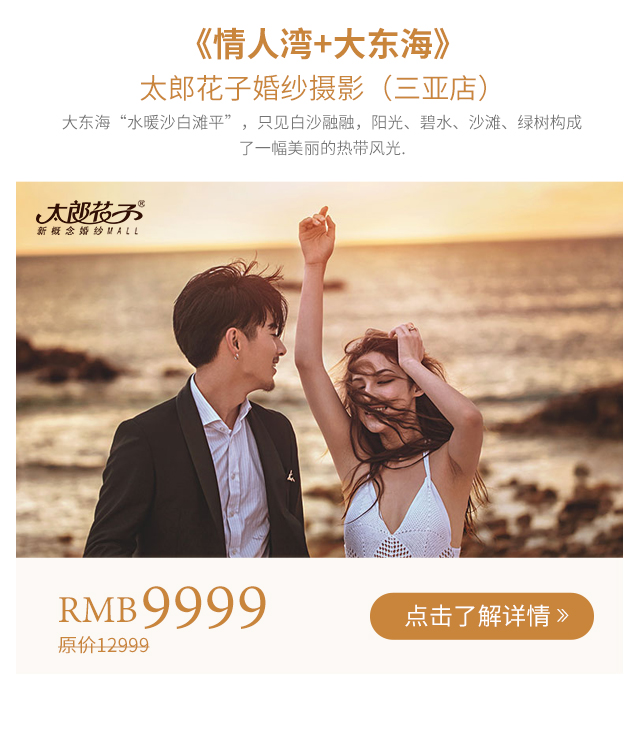 《情人湾+大东海》
太郎花子婚纱摄影（三亚店）
大东海“水暖沙白滩平”，只见白沙融融，阳光、碧水、沙滩、绿树构成
了一幅美丽的热带风光.
太郎花子®
新概念婚纱MALL
RMB9999
原价12999
点击了解详情 »